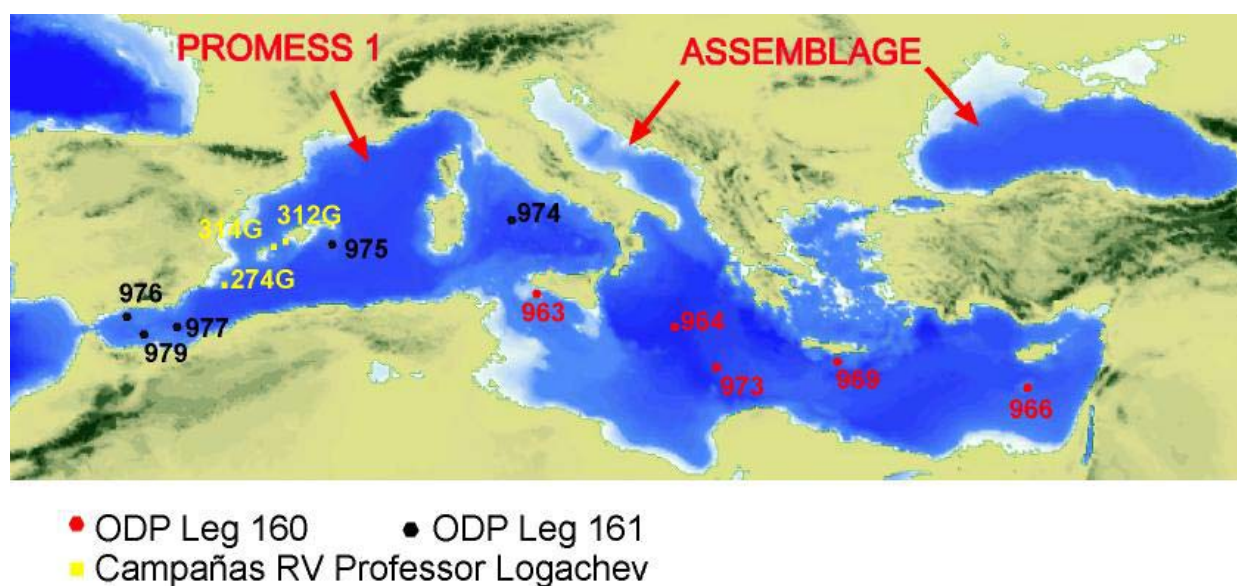 PROMESS 1
ASSEMBLAGE
312G
314G
974
975
274G
976
977
979
963
964
973
969
966
ODP Leg 160
ODP Leg 161
Campañas RV Professor Logachev